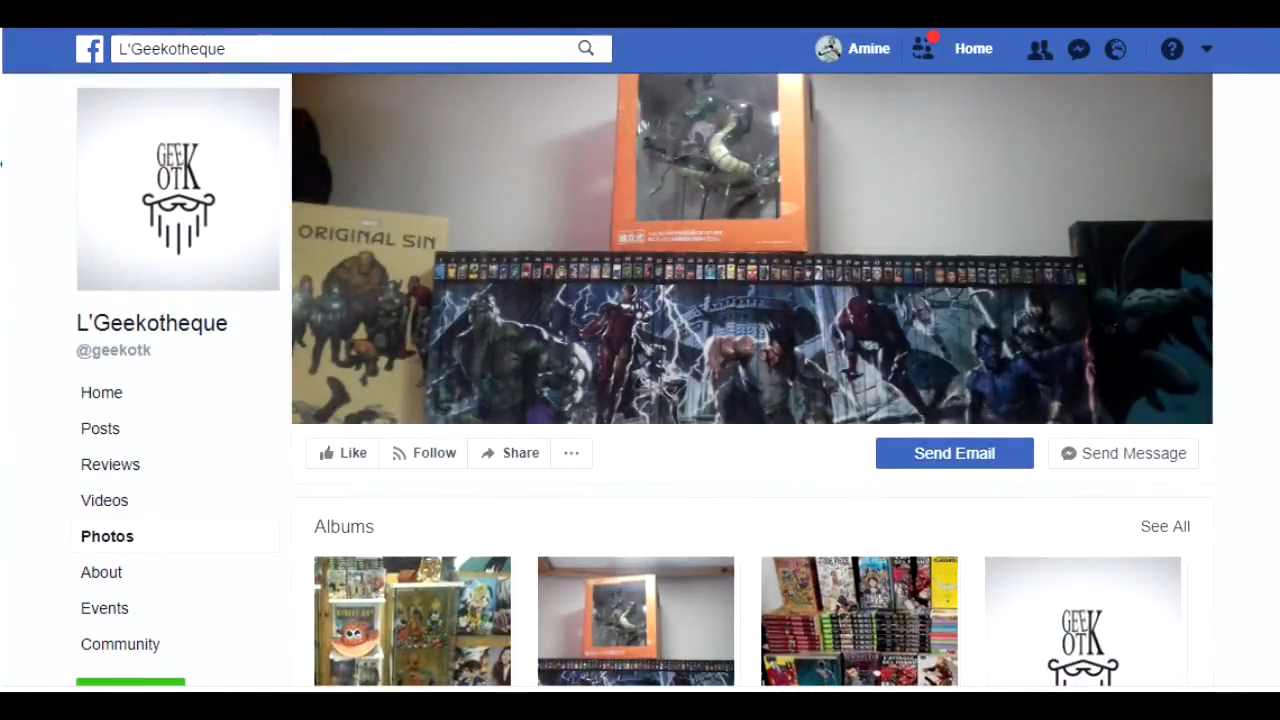 L'Geekotheque
Amine
Home
GEEK
OTK
ORIGINAL SIN
L'Geekotheque
@geekotk
Home
Posts
Reviews
Videos
Photos
About
Events
Community
Like
Follow
Share
Send Email
Send Message
Albums
See All
GEEK
OTK